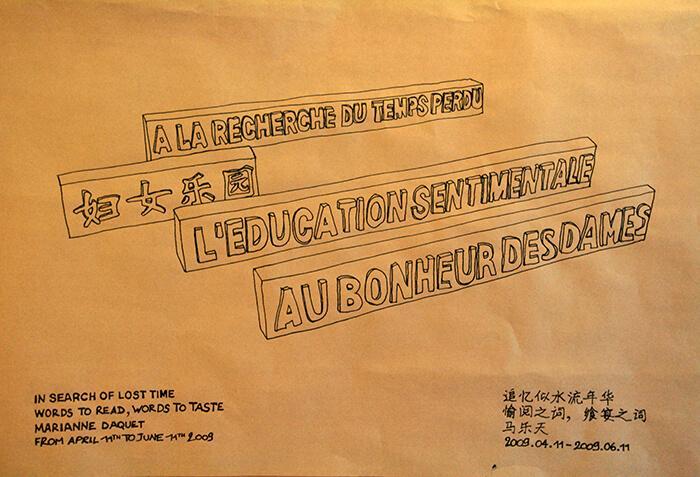 A LA RECHERCHE DU TEMPS PERDU
妇女乐园
L'EDUCATION SENTIMENTALE
AU BONHEUR DES DAMES
IN SEARCH OF LOST TIME
WORDS TO READ, WORDS TO TASTE
MARIANNE DAQUET
FROM APRIL 11TH TO JUNE 11TH 2009
追忆似水流年华
愉阅之词，飨宴之词
马乐天
2009.04.11-2009.06.11